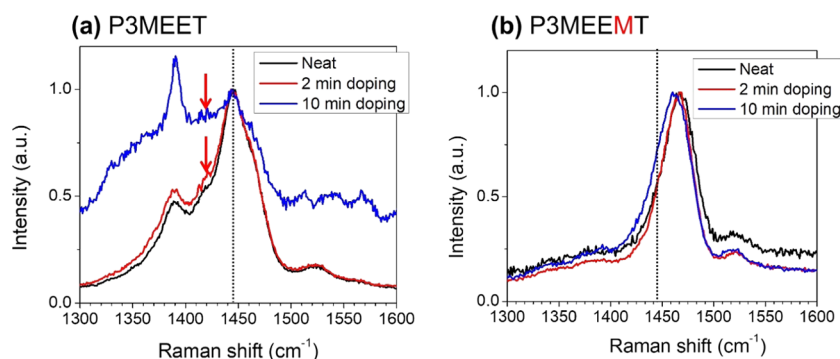 (a) P3MEET
Neat
2 min doping
10 min doping
1.0
0.5
0.0
Intensity (a.u.)
1300 1350 1400 1450 1500 1550 1600
Raman shift (cm⁻¹)
(b) P3MEEMT
Neat
2 min doping
10 min doping
1.0
0.5
0.0
Intensity (a.u.)
1300 1350 1400 1450 1500 1550 1600
Raman shift (cm⁻¹)